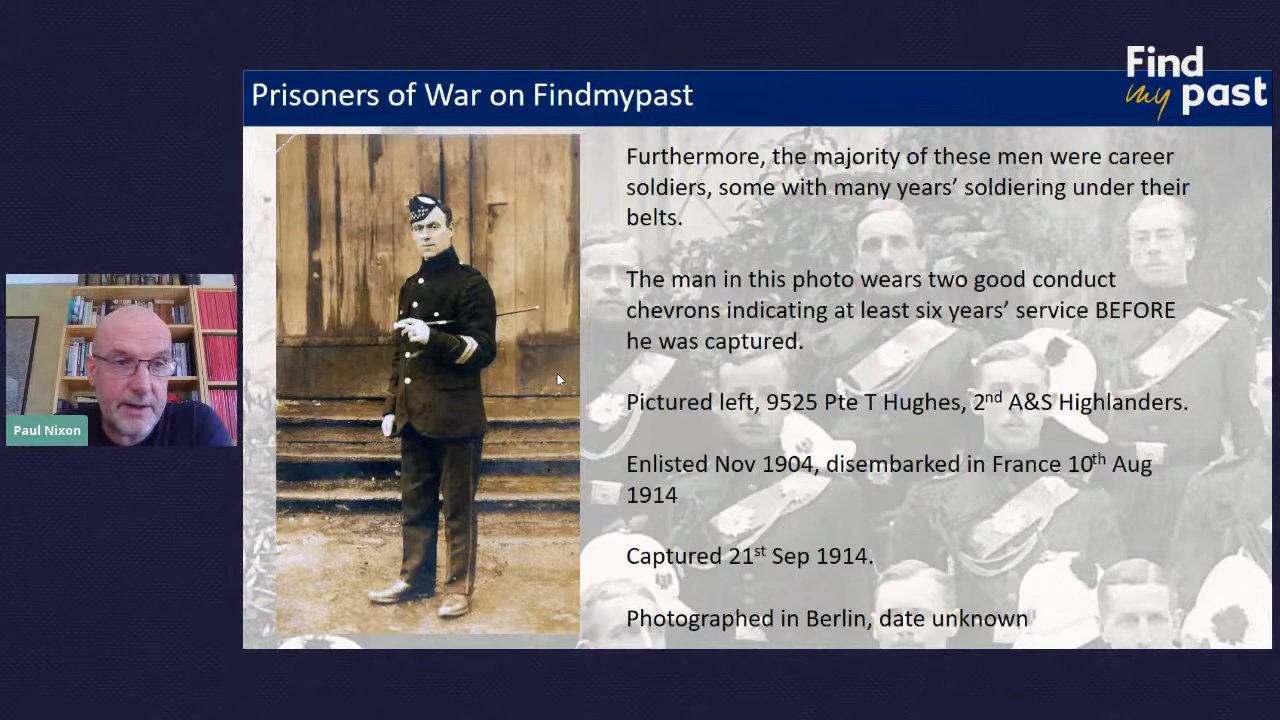 Find
my past
Prisoners of War on Findmypast
Furthermore, the majority of these men were career
soldiers, some with many years’ soldiering under their
belts.
The man in this photo wears two good conduct
chevrons indicating at least six years’ service BEFORE
he was captured.
Pictured left, 9525 Pte T Hughes, 2nd A&S Highlanders.
Enlisted Nov 1904, disembarked in France 10th Aug
1914
Captured 21st Sep 1914.
Photographed in Berlin, date unknown
Paul Nixon